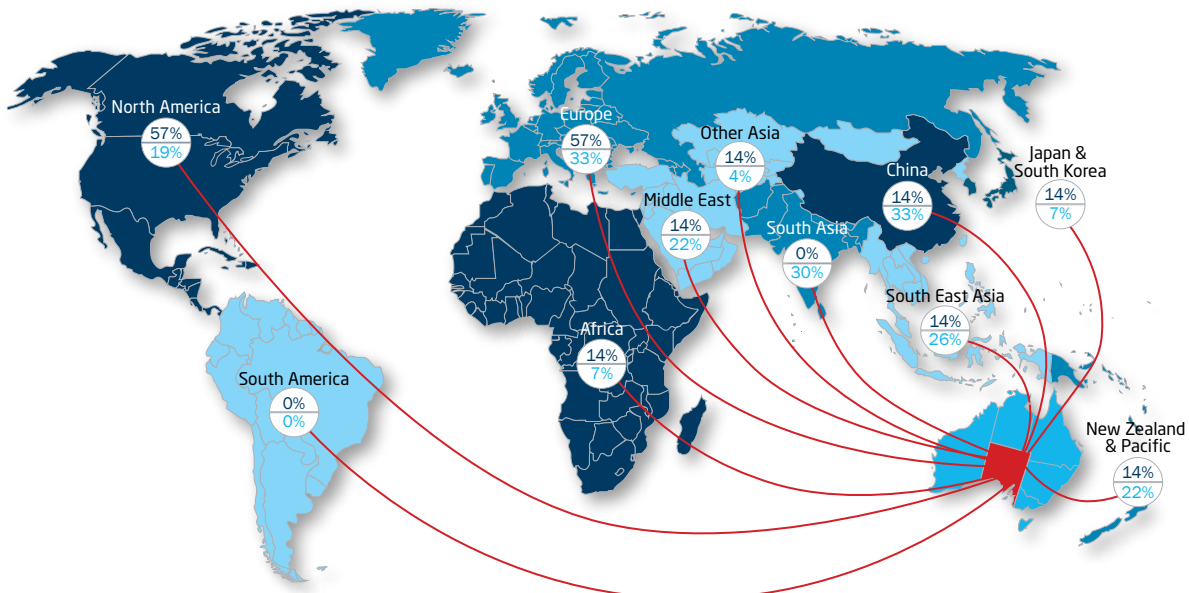 North America
57%
19%
Europe
57%
33%
Other Asia
14%
4%
China
14%
33%
Japan &
South Korea
14%
7%
Middle East
14%
22%
South Asia
0%
30%
South East Asia
14%
26%
Africa
14%
7%
South America
0%
0%
New Zealand
& Pacific
14%
22%